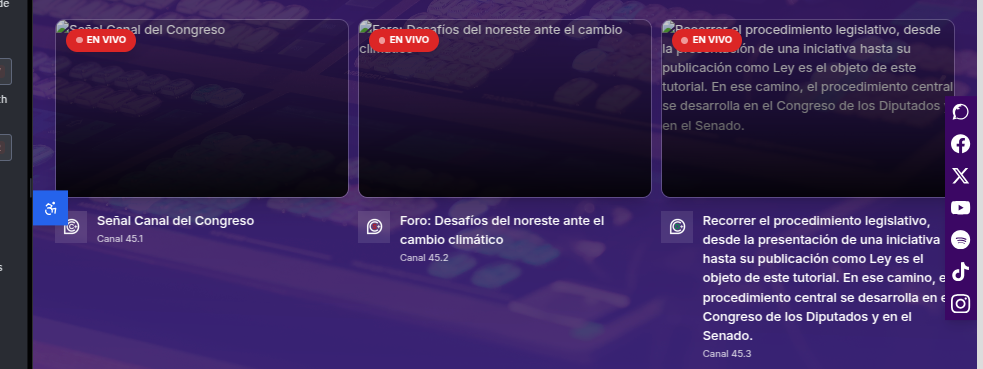 de
th
s
Señal Canal del Congreso
EN VIVO
Foro: Desafíos del noreste ante el cambio
climático
EN VIVO
Recorrer el procedimiento legislativo, desde
la presentación de una iniciativa hasta su
publicación como Ley es el objeto de este
tutorial. En ese camino, el procedimiento central
se desarrolla en el Congreso de los Diputados y
en el Senado.
EN VIVO
Señal Canal del Congreso
Canal 45.1
Foro: Desafíos del noreste ante el
cambio climático
Canal 45.2
Recorrer el procedimiento legislativo,
desde la presentación de una iniciativa
hasta su publicación como Ley es el
objeto de este tutorial. En ese camino, e
procedimiento central se desarrolla en e
Congreso de los Diputados y en el
Senado.
Canal 45.3